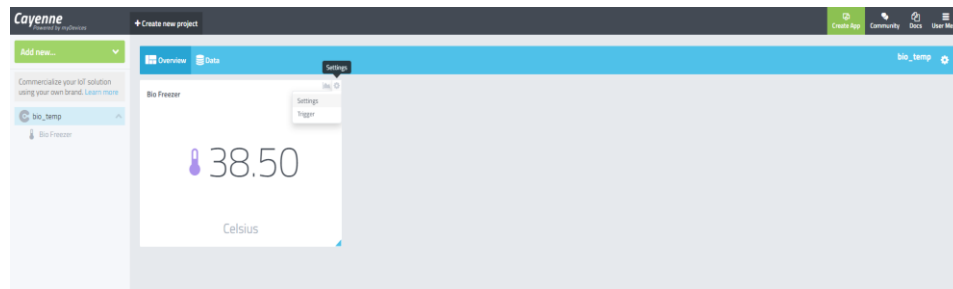 Cayenne
Powered by myDevices
+ Create new project
Create App
Community
Docs
User Me
Add new...
Overview
Data
Settings
bio_temp
Commercialize your IoT solution
using your own brand. Learn more
bio_temp
Bio Freezer
Bio Freezer
Settings
Trigger
38.50
Celsius